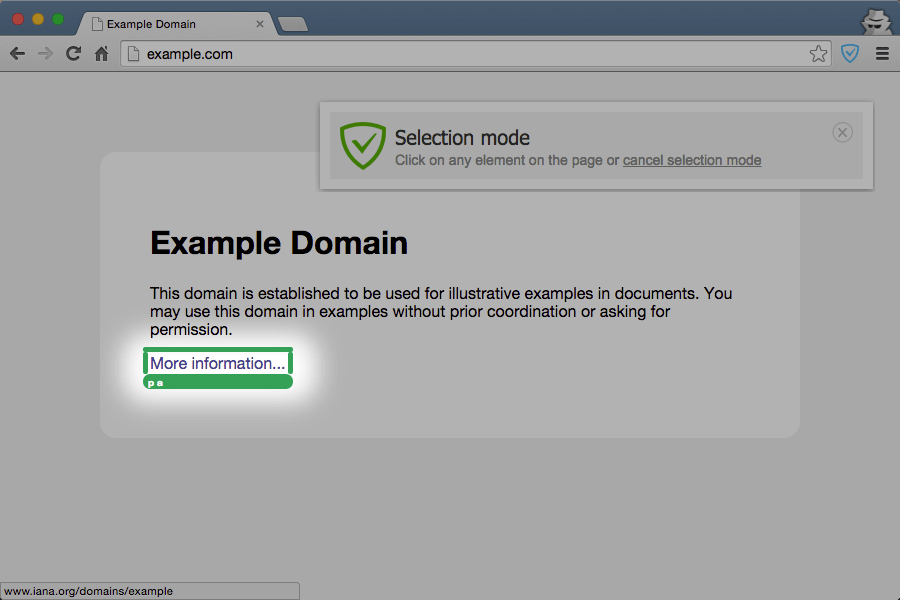 Example Domain
example.com
Selection mode
Click on any element on the page or cancel selection mode
Example Domain
This domain is established to be used for illustrative examples in documents. You
may use this domain in examples without prior coordination or asking for
permission.
More information...
p a
www.iana.org/domains/example